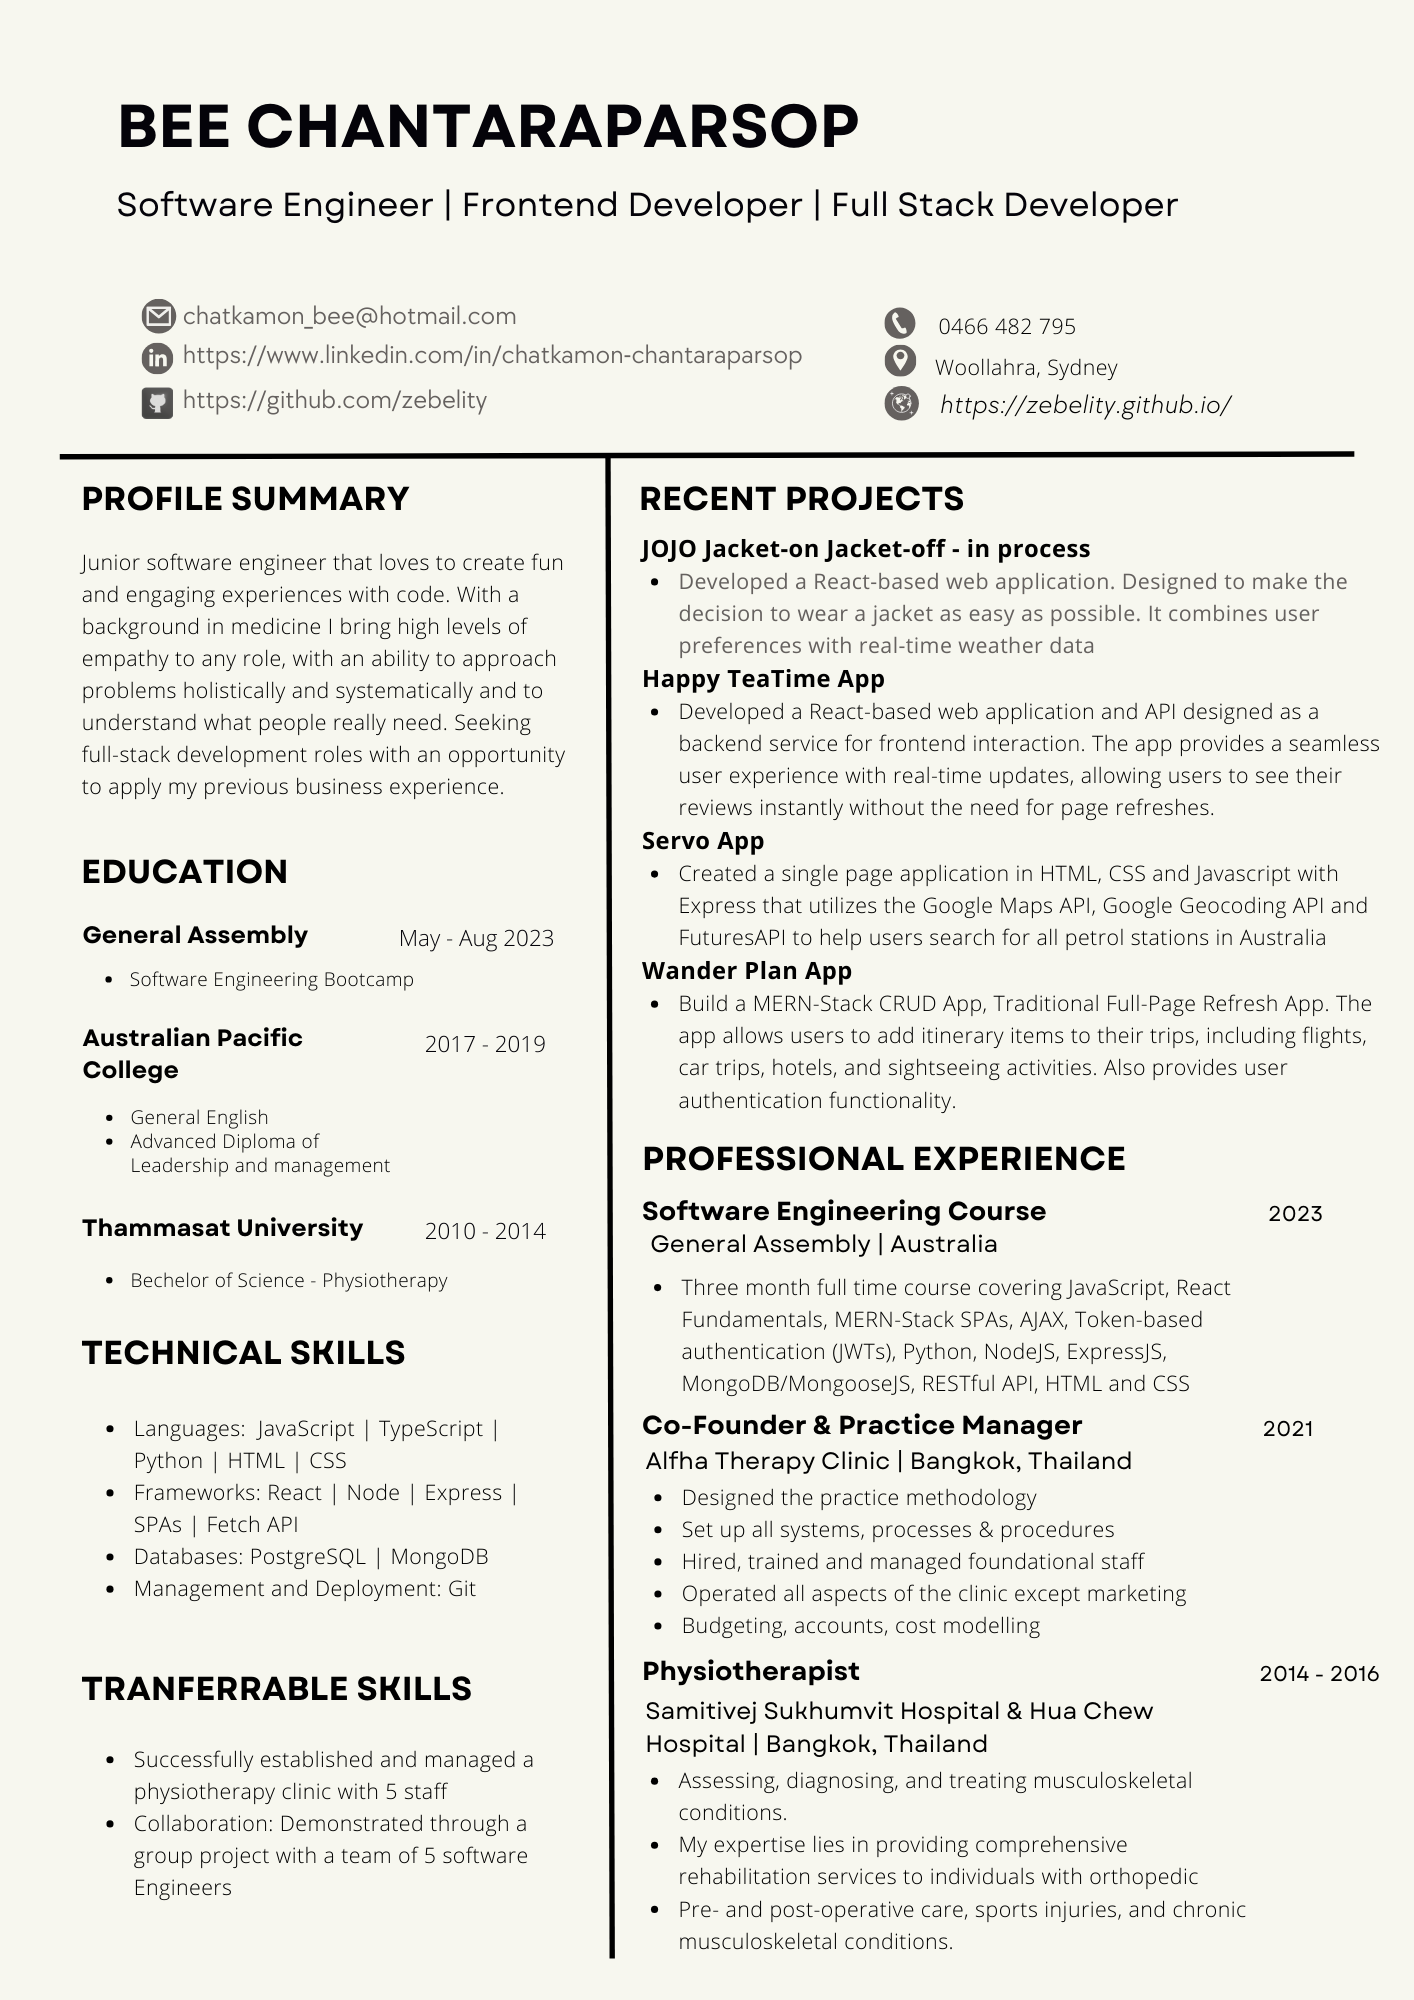 BEE CHANTARAPARSOP
Software Engineer | Frontend Developer | Full Stack Developer
chatkamon_bee@hotmail.com
https://www.linkedin.com/in/chatkamon-chantaraparsop
https://github.com/zebelity
0466 482 795
Woollahra, Sydney
https://zebelity.github.io/
PROFILE SUMMARY
Junior software engineer that loves to create fun
and engaging experiences with code. With a
background in medicine I bring high levels of
empathy to any role, with an ability to approach
problems holistically and systematically and to
understand what people really need. Seeking
full-stack development roles with an opportunity
to apply my previous business experience.
EDUCATION
General Assembly May - Aug 2023
• Software Engineering Bootcamp
Australian Pacific 2017 - 2019
College
• General English
• Advanced Diploma of
Leadership and management
Thammasat University 2010 - 2014
• Bechelor of Science - Physiotherapy
TECHNICAL SKILLS
• Languages: JavaScript | TypeScript |
Python | HTML | CSS
• Frameworks: React | Node | Express |
SPAs | Fetch API
• Databases: PostgreSQL | MongoDB
• Management and Deployment: Git
TRANFERRABLE SKILLS
• Successfully established and managed a
physiotherapy clinic with 5 staff
• Collaboration: Demonstrated through a
group project with a team of 5 software
Engineers
RECENT PROJECTS
JOJO Jacket-on Jacket-off - in process
• Developed a React-based web application. Designed to make the
decision to wear a jacket as easy as possible. It combines user
preferences with real-time weather data
Happy TeaTime App
• Developed a React-based web application and API designed as a
backend service for frontend interaction. The app provides a seamless
user experience with real-time updates, allowing users to see their
reviews instantly without the need for page refreshes.
Servo App
• Created a single page application in HTML, CSS and Javascript with
Express that utilizes the Google Maps API, Google Geocoding API and
FuturesAPI to help users search for all petrol stations in Australia
Wander Plan App
• Build a MERN-Stack CRUD App, Traditional Full-Page Refresh App. The
app allows users to add itinerary items to their trips, including flights,
car trips, hotels, and sightseeing activities. Also provides user
authentication functionality.
PROFESSIONAL EXPERIENCE
Software Engineering Course 2023
General Assembly | Australia
• Three month full time course covering JavaScript, React
Fundamentals, MERN-Stack SPAs, AJAX, Token-based
authentication (JWTs), Python, NodeJS, ExpressJS,
MongoDB/MongooseJS, RESTful API, HTML and CSS
Co-Founder & Practice Manager 2021
Alfha Therapy Clinic | Bangkok, Thailand
• Designed the practice methodology
• Set up all systems, processes & procedures
• Hired, trained and managed foundational staff
• Operated all aspects of the clinic except marketing
• Budgeting, accounts, cost modelling
Physiotherapist 2014 - 2016
Samitivej Sukhumvit Hospital & Hua Chew
Hospital | Bangkok, Thailand
• Assessing, diagnosing, and treating musculoskeletal
conditions.
• My expertise lies in providing comprehensive
rehabilitation services to individuals with orthopedic
• Pre- and post-operative care, sports injuries, and chronic
musculoskeletal conditions.